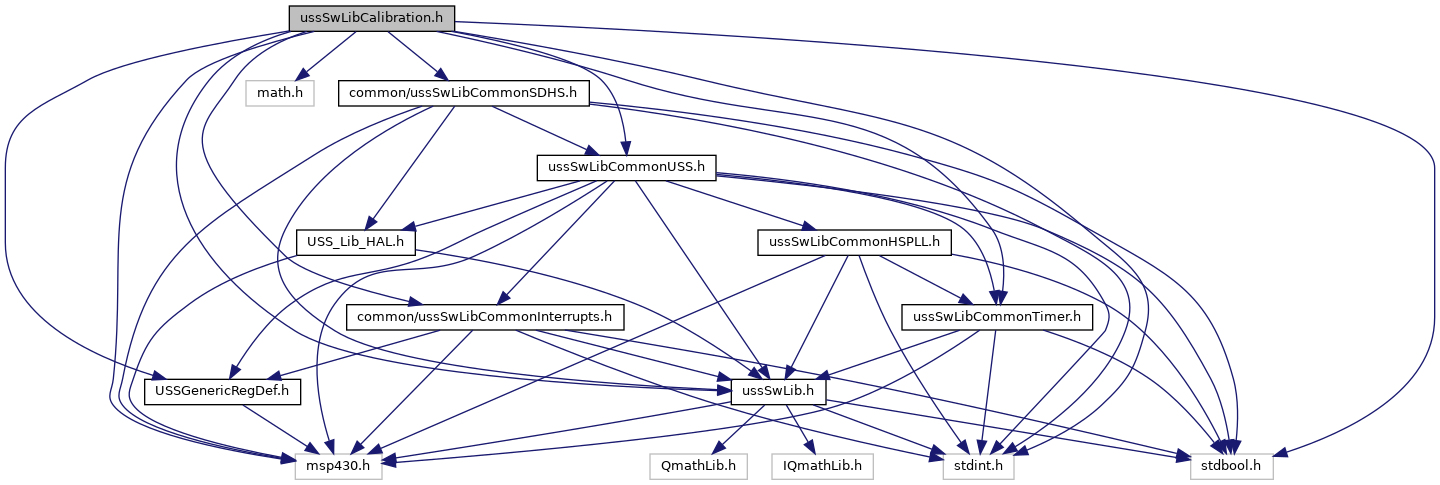 ussSwLibCalibration.h
math.h
common/ussSwLibCommonSDHS.h
ussSwLibCommonUSS.h
USS_Lib_HAL.h
ussSwLibCommonHSPLL.h
common/ussSwLibCommonInterrupts.h
ussSwLibCommonTimer.h
USSGenericRegDef.h
ussSwLib.h
msp430.h
QmathLib.h
IQmathLib.h
stdint.h
stdbool.h